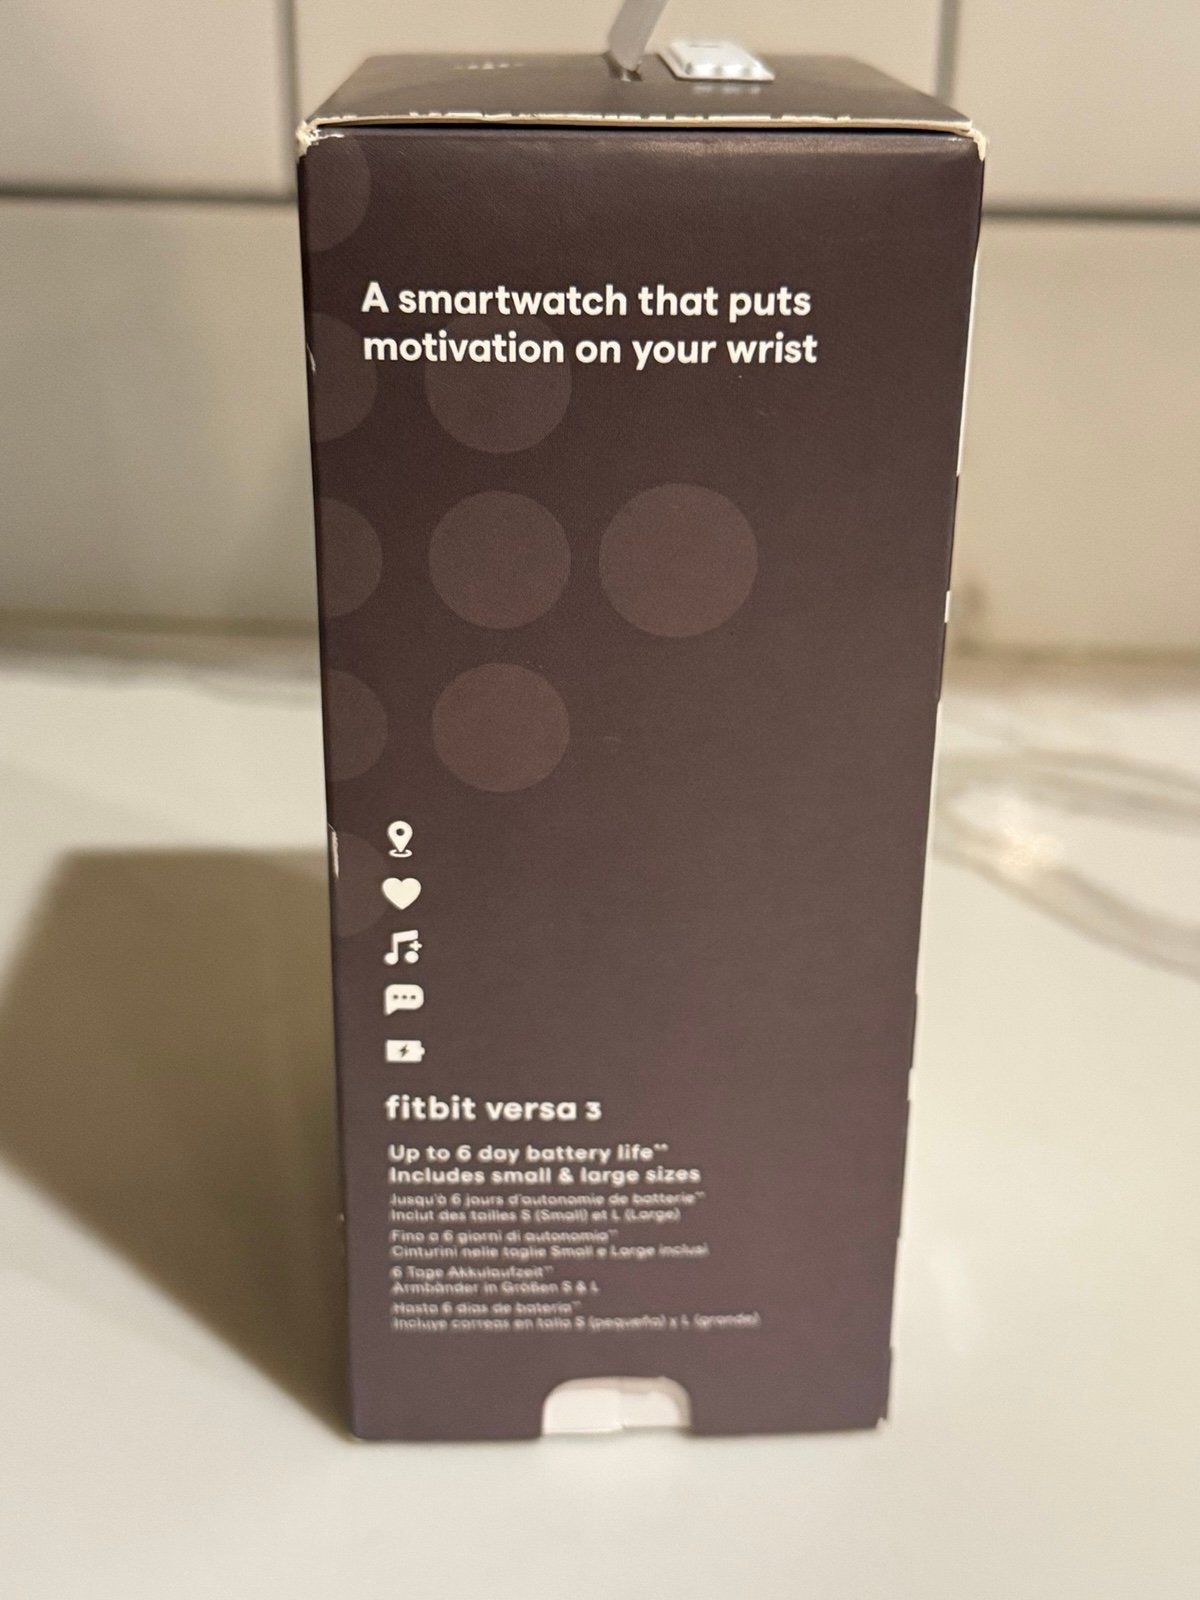 A smartwatch that puts
motivation on your wrist
fitbit versa 3
Up to 6 day battery life**
Includes small & large sizes
Jusqu'à 6 jours d'autonomie de batterie**
Inclut des tailles S (Small) et L (Large)
Fino a 6 giorni di autonomia**
Cinturini nelle taglie Small e Large inclusi
6 Tage Akkulaufzeit**
Armbänder in Größen S & L
Hasta 6 días de batería**
Incluye correas en talla S (pequeña) y L (grande)